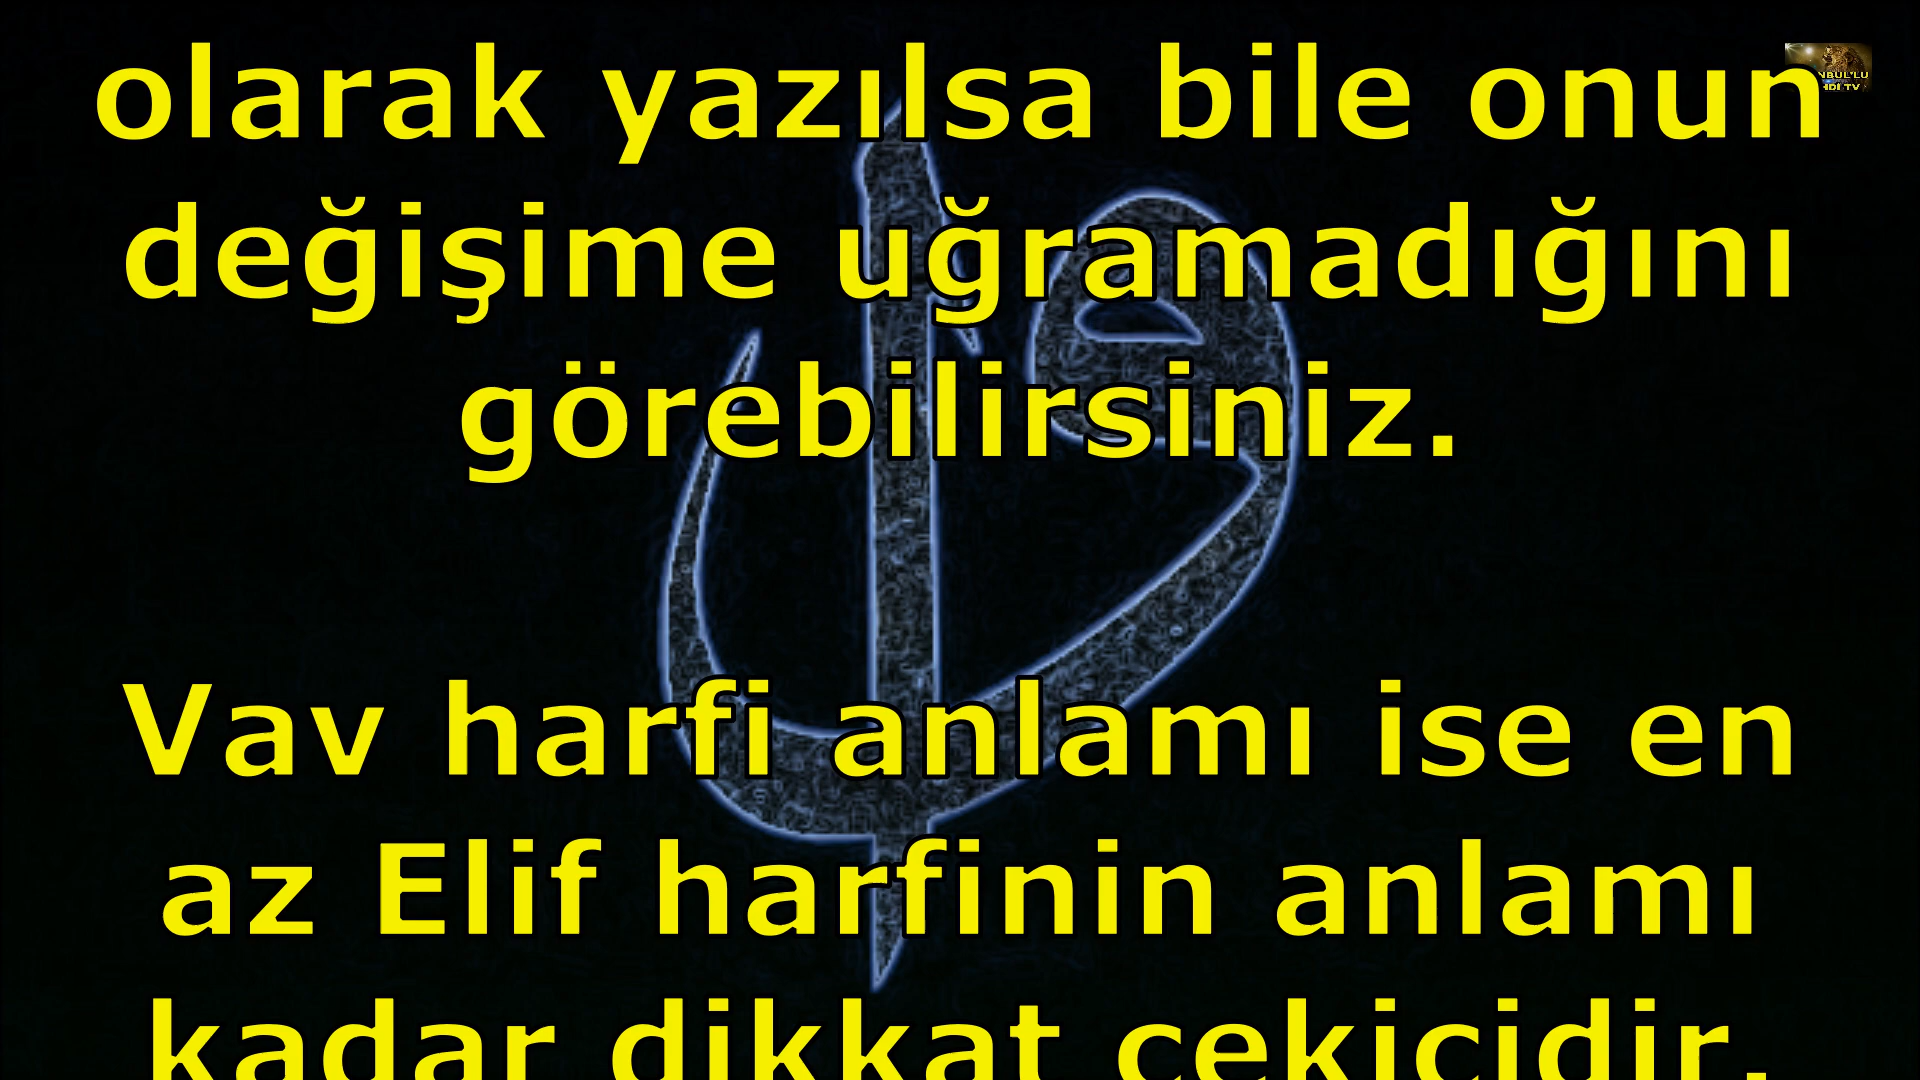 olarak yazılsa bile onun
değişime uğramadığını
görebilirsiniz.
Vav harfi anlamı ise en
az Elif harfinin anlamı
kadar dikkat çekicidir.